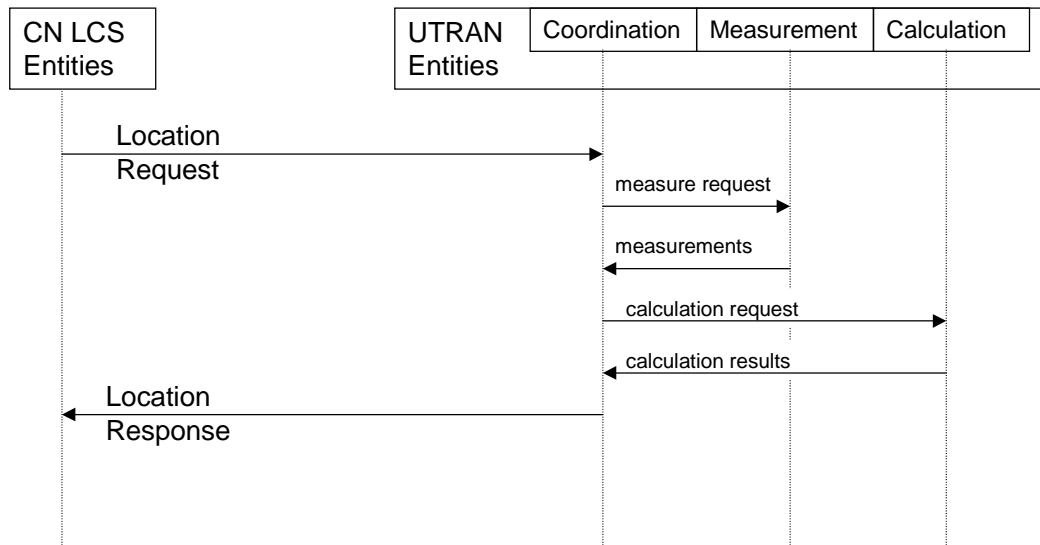 CN LCS
Entities
UTRAN
Entities
Coordination
Measurement
Calculation
Location
Request
measure request
measurements
calculation request
calculation results
Location
Response